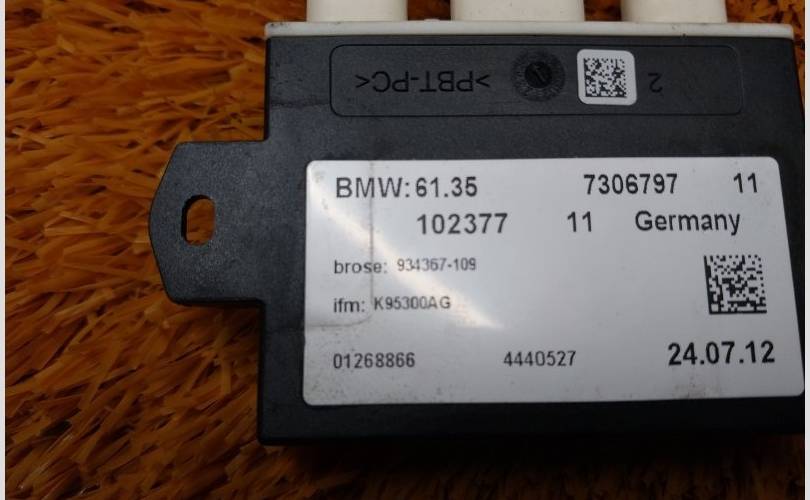 >PBT-PC<
2
BMW: 61.35 7306797 11
102377 11 Germany
brose: 934367-109
ifm: K95300AG
01268866 4440527 24.07.12